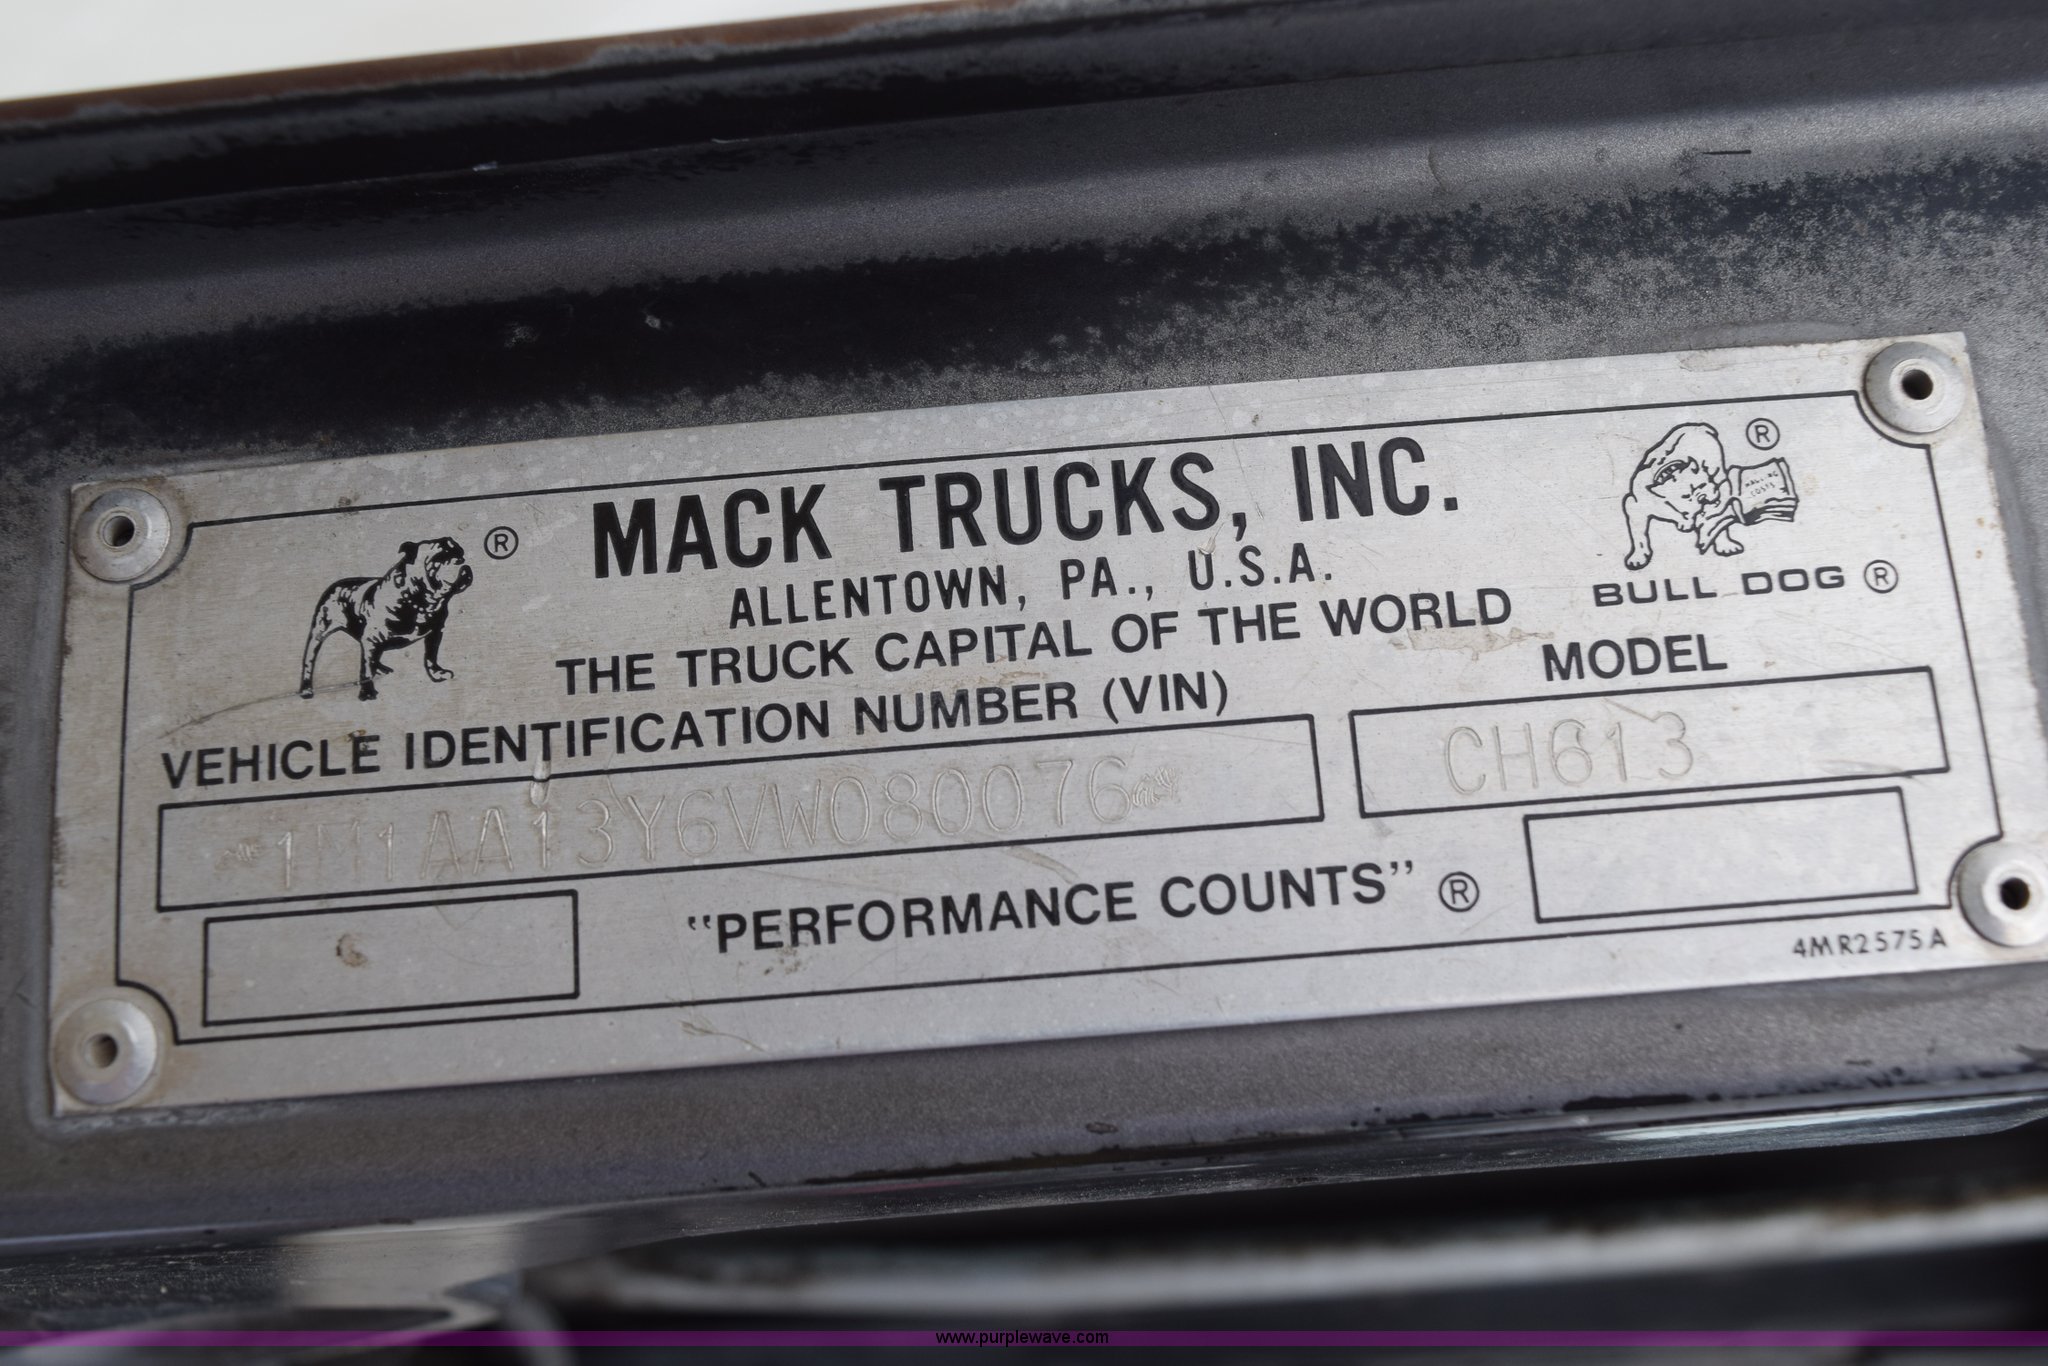 ® MACK TRUCKS, INC. ®
ALLENTOWN, PA., U.S.A.
BULL DOG ®
THE TRUCK CAPITAL OF THE WORLD
VEHICLE IDENTIFICATION NUMBER (VIN)
MODEL
1M1AA13Y6VW080076
CH613
"PERFORMANCE COUNTS" ®
4MR2575A
www.purplewave.com